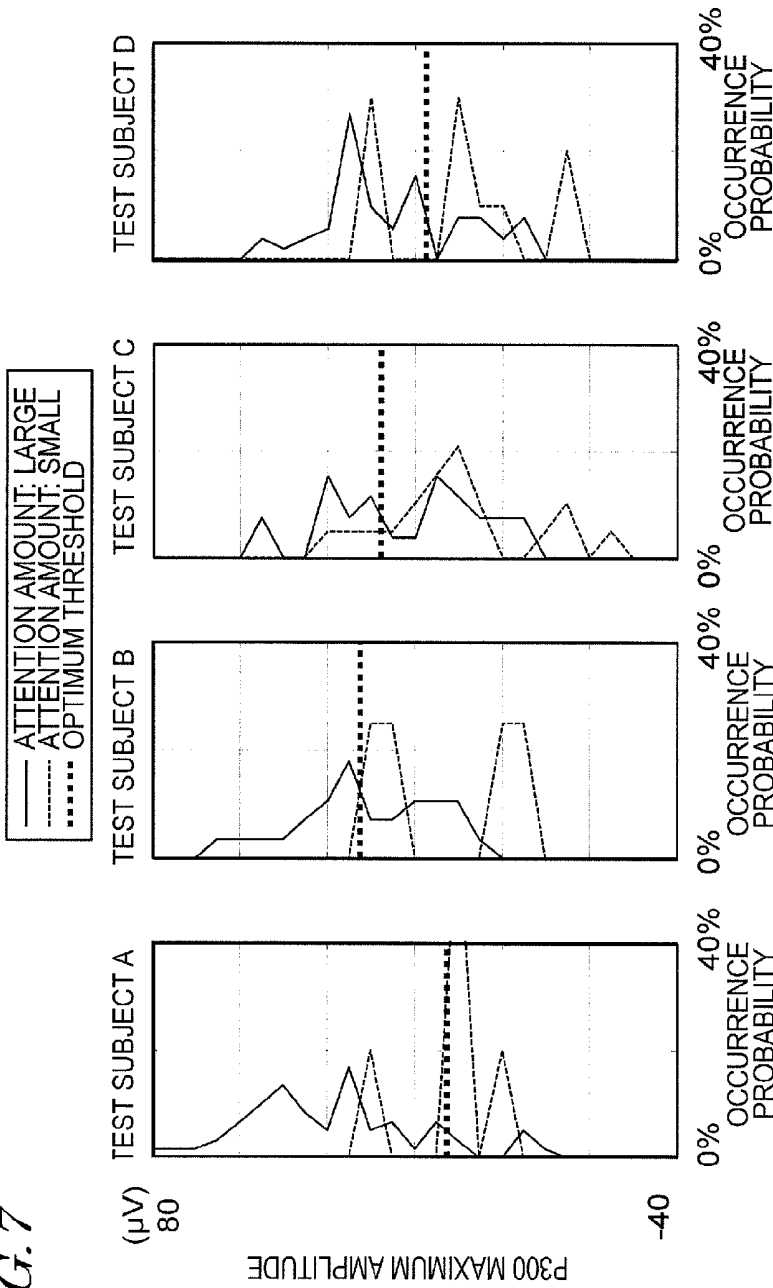 G. 7
ATTENTION AMOUNT: LARGE
ATTENTION AMOUNT: SMALL
OPTIMUM THRESHOLD
TEST SUBJECT A
TEST SUBJECT B
TEST SUBJECT C
TEST SUBJECT D
(μV)
80
-40
P300 MAXIMUM AMPLITUDE
0%
40%
OCCURRENCE
PROBABILITY
0%
40%
OCCURRENCE
PROBABILITY
0%
40%
OCCURRENCE
PROBABILITY
0%
40%
OCCURRENCE
PROBABILITY